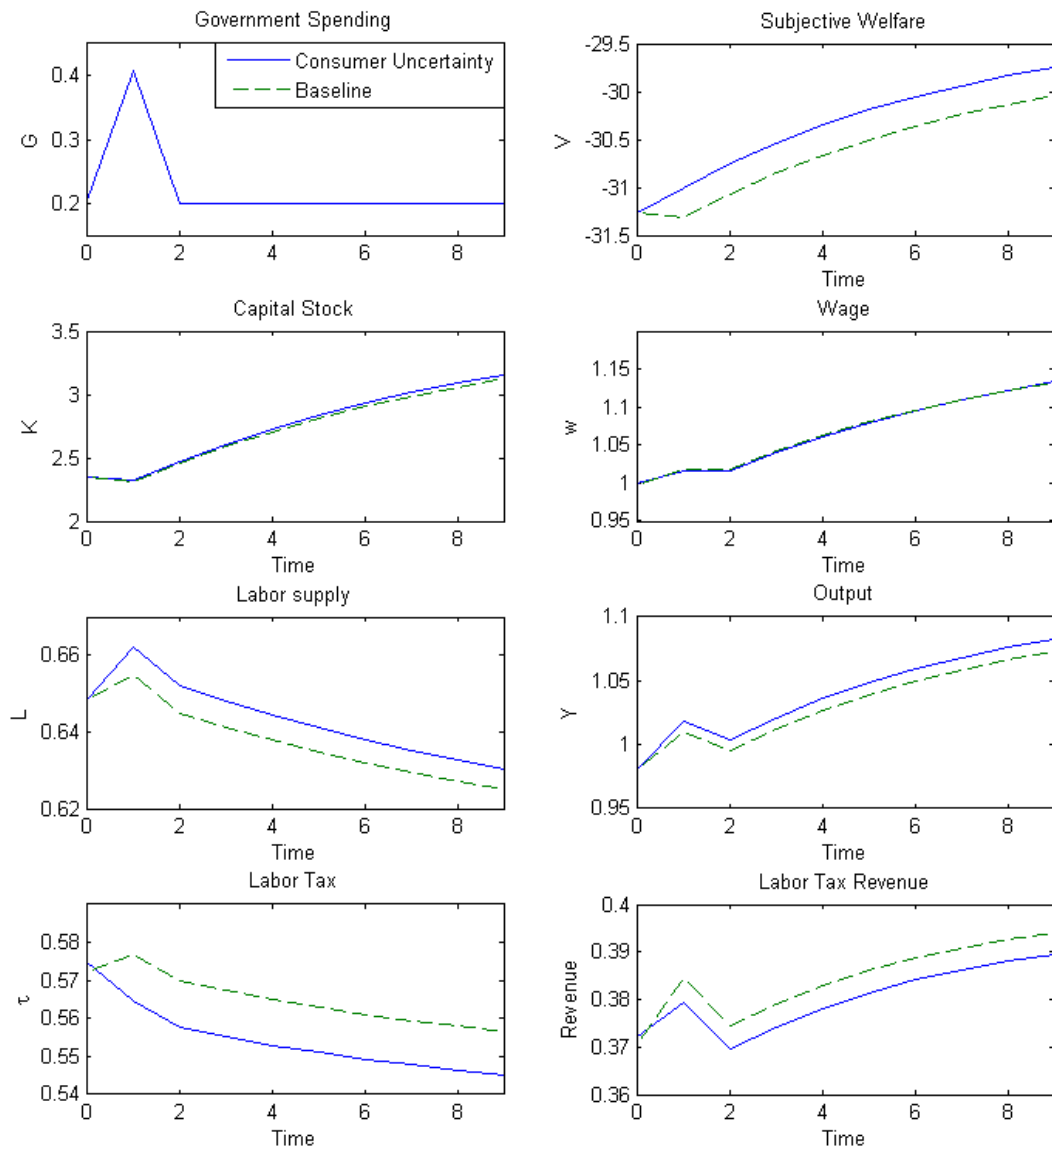 Government Spending
Consumer Uncertainty
Baseline
0.4
0.3
0.2
G
0 2 4 6 8
Subjective Welfare
-29.5
-30
-30.5
-31
-31.5
V
0 2 4 6 8
Time
Capital Stock
3.5
3
2.5
2
K
0 2 4 6 8
Time
Wage
1.15
1.1
1.05
1
0.95
w
0 2 4 6 8
Time
Labor supply
0.66
0.64
0.62
L
0 2 4 6 8
Time
Output
1.1
1.05
1
0.95
Y
0 2 4 6 8
Time
Labor Tax
0.58
0.57
0.56
0.55
0.54
τ
0 2 4 6 8
Time
Labor Tax Revenue
0.4
0.39
0.38
0.37
0.36
Revenue
0 2 4 6 8
Time